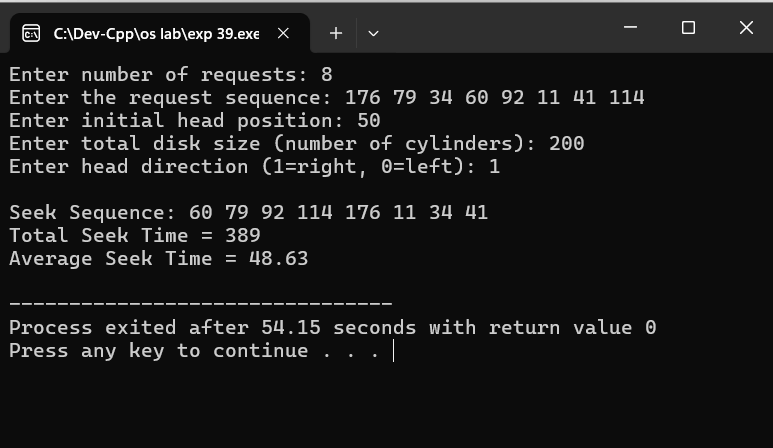 C:\Dev-Cpp\os lab\exp 39.exe
Enter number of requests: 8
Enter the request sequence: 176 79 34 60 92 11 41 114
Enter initial head position: 50
Enter total disk size (number of cylinders): 200
Enter head direction (1=right, 0=left): 1
Seek Sequence: 60 79 92 114 176 11 34 41
Total Seek Time = 389
Average Seek Time = 48.63
--------------------------------
Process exited after 54.15 seconds with return value 0
Press any key to continue . . .